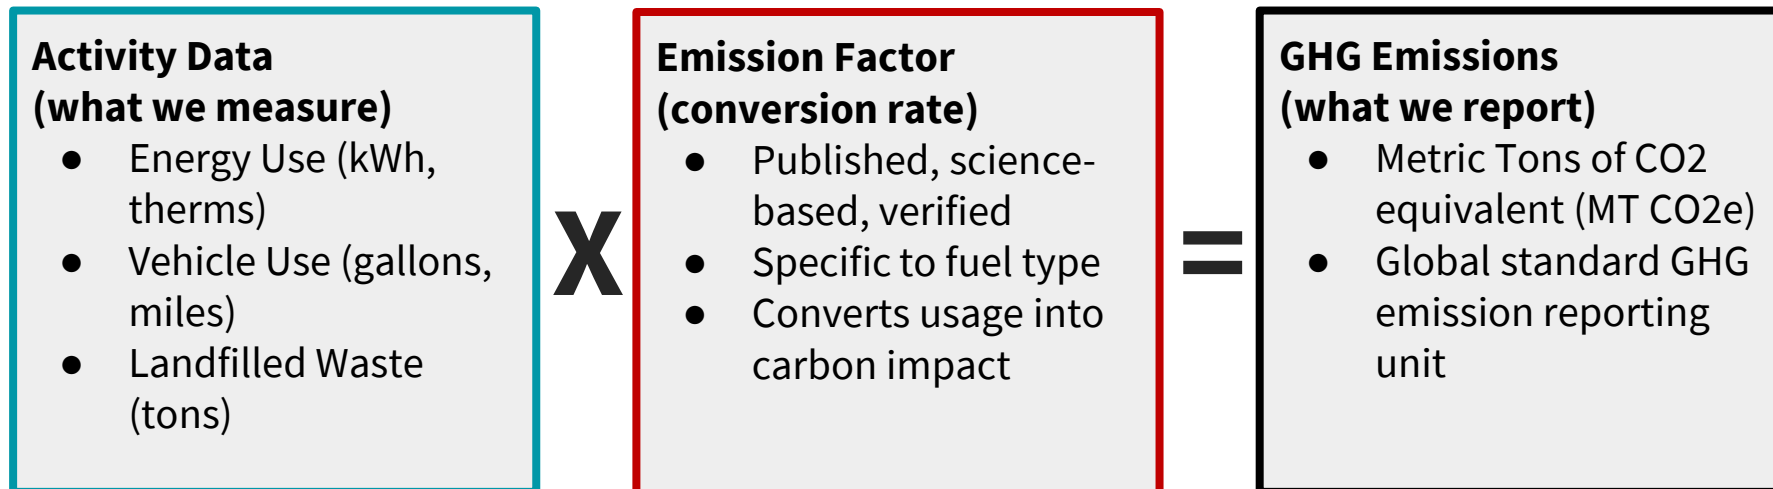 Activity Data
(what we measure)
● Energy Use (kWh,
therms)
● Vehicle Use (gallons,
miles)
● Landfilled Waste
(tons)
X
Emission Factor
(conversion rate)
● Published, science-
based, verified
● Specific to fuel type
● Converts usage into
carbon impact
=
GHG Emissions
(what we report)
● Metric Tons of CO2
equivalent (MT CO2e)
● Global standard GHG
emission reporting
unit